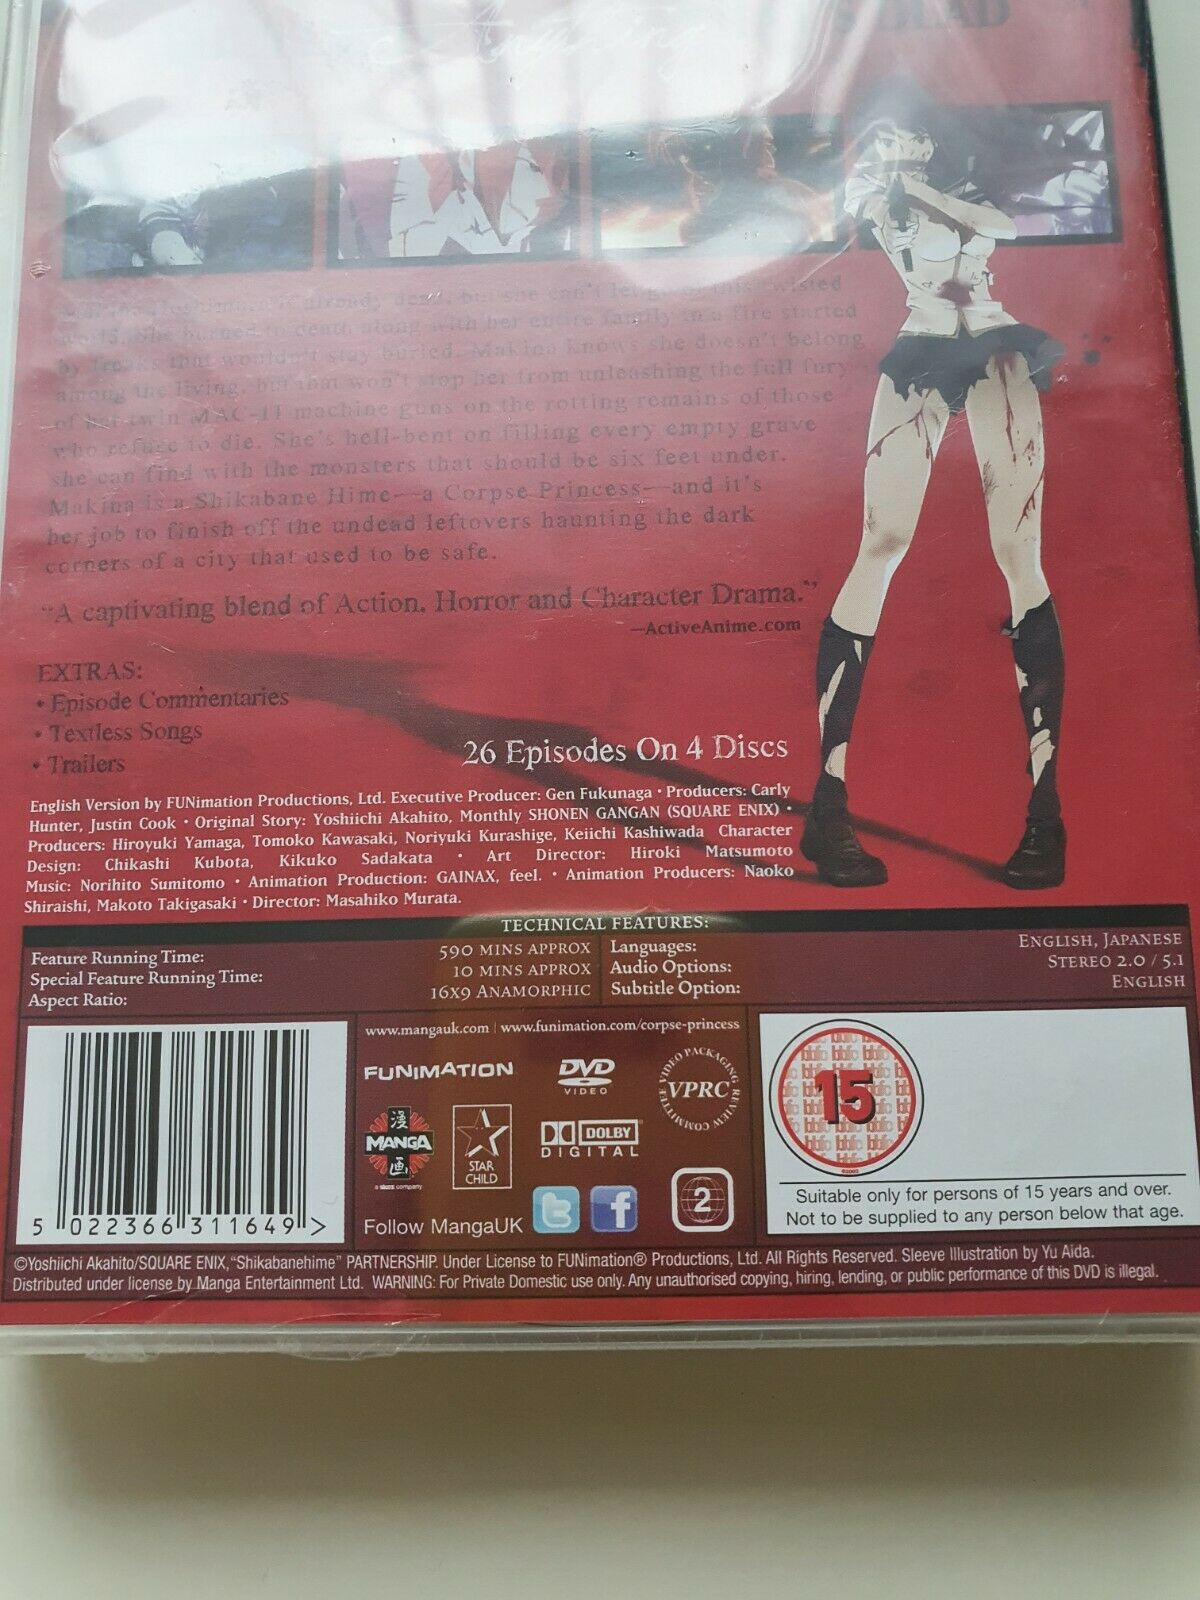 DEAD
Anything
already dead, but she can't let go of this twisted
world. She burned to death along with her entire family in a fire started
by freaks that wouldn't stay buried. Makina knows she doesn't belong
among the living, but that won't stop her from unleashing the full fury
of her twin MAC-11 machine guns on the rotting remains of those
who refuse to die. She's hell-bent on filling every empty grave
she can find with the monsters that should be six feet under.
Makina is a Shikabane Hime—a Corpse Princess—and it's
her job to finish off the undead leftovers haunting the dark
corners of a city that used to be safe.
"A captivating blend of Action, Horror and Character Drama."
—ActiveAnime.com
EXTRAS:
• Episode Commentaries
• Textless Songs
• Trailers
26 Episodes On 4 Discs
English Version by FUNimation Productions, Ltd. Executive Producer: Gen Fukunaga • Producers: Carly
Hunter, Justin Cook • Original Story: Yoshiichi Akahito, Monthly SHONEN GANGAN (SQUARE ENIX) •
Producers: Hiroyuki Yamaga, Tomoko Kawasaki, Noriyuki Kurashige, Keiichi Kashiwada Character
Design: Chikashi Kubota, Kikuko Sadakata • Art Director: Hiroki Matsumoto
Music: Norihito Sumitomo • Animation Production: GAINAX, feel. • Animation Producers: Naoko
Shiraishi, Makoto Takigasaki • Director: Masahiko Murata.
TECHNICAL FEATURES:
Feature Running Time: 590 MINS APPROX
Special Feature Running Time: 10 MINS APPROX
Aspect Ratio: 16X9 ANAMORPHIC
Languages: ENGLISH, JAPANESE
Audio Options: STEREO 2.0 / 5.1
Subtitle Option: ENGLISH
5 022366 311649 >
www.mangauk.com | www.funimation.com/corpse-princess
FUNIMATION
DVD
VIDEO
VIDEO PACKAGING REVIEW COMMITTEE
VPRC
漫
MANGA
画
STAR
CHILD
DOLBY
DIGITAL
Follow MangaUK
t
f
2
15
Suitable only for persons of 15 years and over.
Not to be supplied to any person below that age.
©Yoshiichi Akahito/SQUARE ENIX,"Shikabanehime" PARTNERSHIP. Under License to FUNimation® Productions, Ltd. All Rights Reserved. Sleeve Illustration by Yu Aida.
Distributed under license by Manga Entertainment Ltd. WARNING: For Private Domestic use only. Any unauthorised copying, hiring, lending, or public performance of this DVD is illegal.